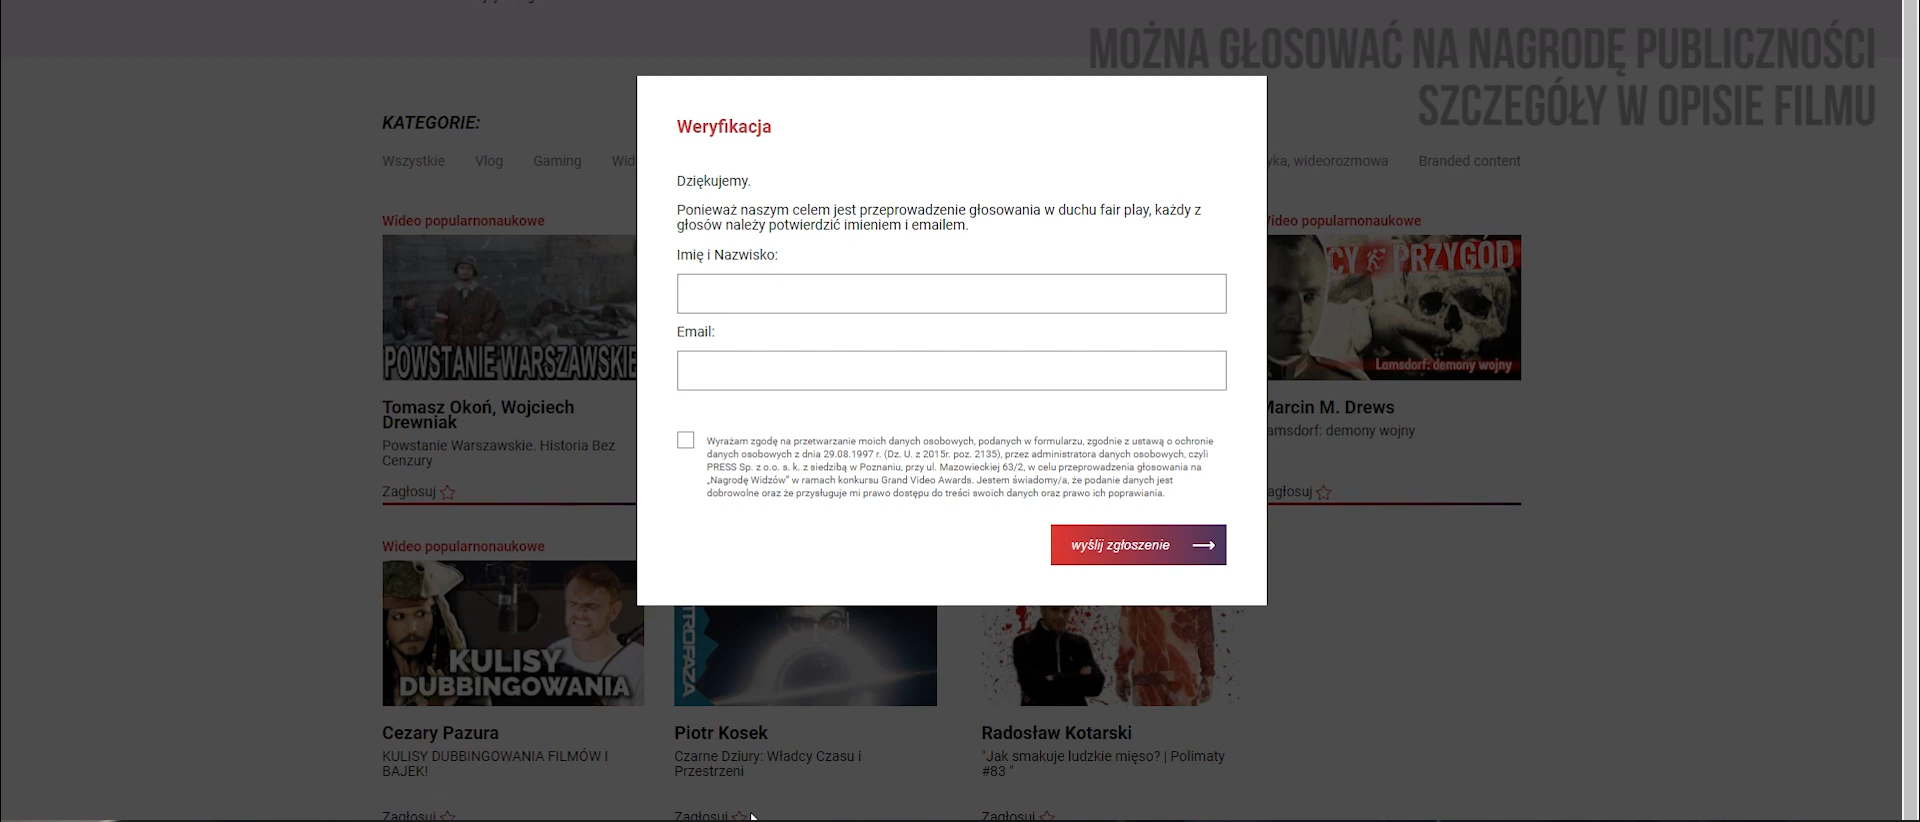 MOŻNA GŁOSOWAĆ NA NAGRODĘ PUBLICZNOŚCI
SZCZEGÓŁY W OPISIE FILMU
KATEGORIE:
Wszystkie Vlog Gaming
wideorozmowa Branded content
Weryfikacja
Dziękujemy.
Ponieważ naszym celem jest przeprowadzenie głosowania w duchu fair play, każdy z
głosów należy potwierdzić imieniem i emailem.
Imię i Nazwisko:
Email:
Wyrażam zgodę na przetwarzanie moich danych osobowych, podanych w formularzu, zgodnie z ustawą o ochronie
danych osobowych z dnia 29.08.1997 r. (Dz. U. z 2015r. poz. 2135), przez administratora danych osobowych, czyli
PRESS Sp. z o.o. s. k. z siedzibą w Poznaniu, przy ul. Mazowieckiej 63/2, w celu przeprowadzenia głosowania na
„Nagrodę Widzów” w ramach konkursu Grand Video Awards. Jestem świadomy/a, że podanie danych jest
dobrowolne oraz że przysługuje mi prawo dostępu do treści swoich danych oraz prawo ich poprawiania.
wyślij zgłoszenie
Wideo popularnonaukowe
POWSTANIE WARSZAWSKIE
Tomasz Okoń, Wojciech
Drewniak
Powstanie Warszawskie. Historia Bez
Cenzury
Zagłosuj
Wideo popularnonaukowe
PRZYGÓD
Lamsdorf: demony wojny
Marcin M. Drews
Lamsdorf: demony wojny
Zagłosuj
Wideo popularnonaukowe
KULISY
DUBBINGOWANIA
Cezary Pazura
KULISY DUBBINGOWANIA FILMÓW I
BAJEK!
Zagłosuj
Piotr Kosek
Czarne Dziury: Władcy Czasu i
Przestrzeni
Zagłosuj
Radosław Kotarski
"Jak smakuje ludzkie mięso? | Polimaty
#83 "
Zagłosuj